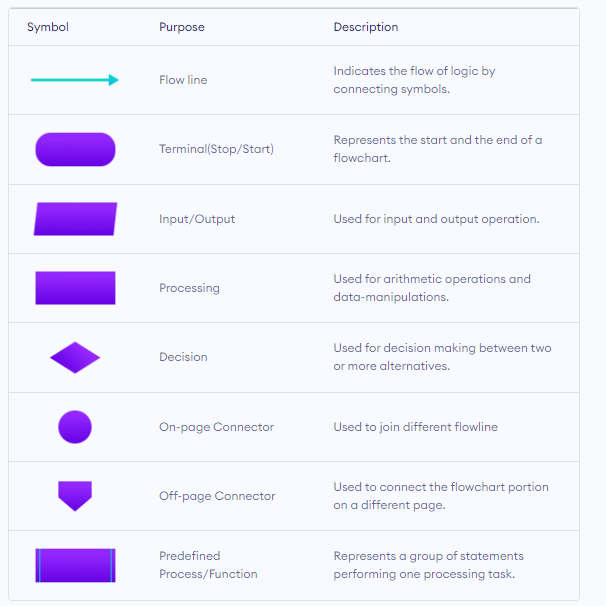 Symbol Purpose Description
Flow line
Indicates the flow of logic by
connecting symbols.
Terminal(Stop/Start)
Represents the start and the end of a
flowchart.
Input/Output
Used for input and output operation.
Processing
Used for arithmetic operations and
data-manipulations.
Decision
Used for decision making between two
or more alternatives.
On-page Connector
Used to join different flowline
Off-page Connector
Used to connect the flowchart portion
on a different page.
Predefined
Process/Function
Represents a group of statements
performing one processing task.